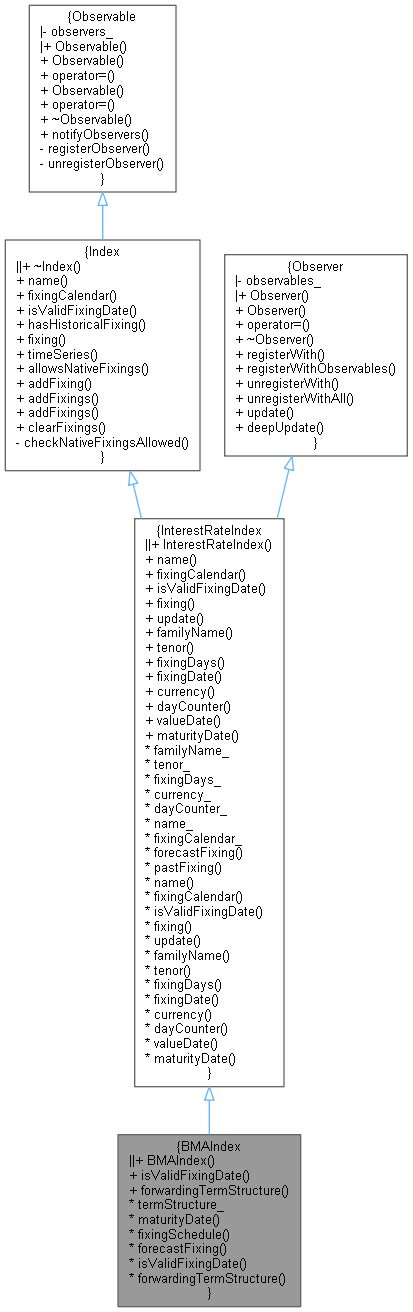 {Observable
|- observers_
|+ Observable()
+ Observable()
+ operator=()
+ Observable()
+ operator=()
+ ~Observable()
+ notifyObservers()
- registerObserver()
- unregisterObserver()
}
{Index
||+ ~Index()
+ name()
+ fixingCalendar()
+ isValidFixingDate()
+ hasHistoricalFixing()
+ fixing()
+ timeSeries()
+ allowsNativeFixings()
+ addFixing()
+ addFixings()
+ addFixings()
+ clearFixings()
- checkNativeFixingsAllowed()
}
{Observer
|- observables_
|+ Observer()
+ Observer()
+ operator=()
+ ~Observer()
+ registerWith()
+ registerWithObservables()
+ unregisterWith()
+ unregisterWithAll()
+ update()
+ deepUpdate()
}
{InterestRateIndex
||+ InterestRateIndex()
+ name()
+ fixingCalendar()
+ isValidFixingDate()
+ fixing()
+ update()
+ familyName()
+ tenor()
+ fixingDays()
+ fixingDate()
+ currency()
+ dayCounter()
+ valueDate()
+ maturityDate()
* familyName_
* tenor_
* fixingDays_
* currency_
* dayCounter_
* name_
* fixingCalendar_
* forecastFixing()
* pastFixing()
* name()
* fixingCalendar()
* isValidFixingDate()
* fixing()
* update()
* familyName()
* tenor()
* fixingDays()
* fixingDate()
* currency()
* dayCounter()
* valueDate()
* maturityDate()
}
{BMAIndex
||+ BMAIndex()
+ isValidFixingDate()
+ forwardingTermStructure()
* termStructure_
* maturityDate()
* fixingSchedule()
* forecastFixing()
* isValidFixingDate()
* forwardingTermStructure()
}